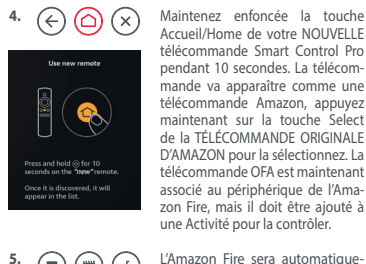 4.
Use new remote
Press and hold for 10
seconds on the "new" remote.
Once it is discovered, it will
appear in the list.
Maintenez enfoncée la touche
Accueil/Home de votre NOUVELLE
télécommande Smart Control Pro
pendant 10 secondes. La télécom-
mande va apparaître comme une
télécommande Amazon, appuyez
maintenant sur la touche Select
de la TÉLÉCOMMANDE ORIGINALE
D'AMAZON pour la sélectionnez. La
télécommande OFA est maintenant
associé au périphérique de l'Ama-
zon Fire, mais il doit être ajouté à
une Activité pour la contrôler.
5.
L'Amazon Fire sera automatique-